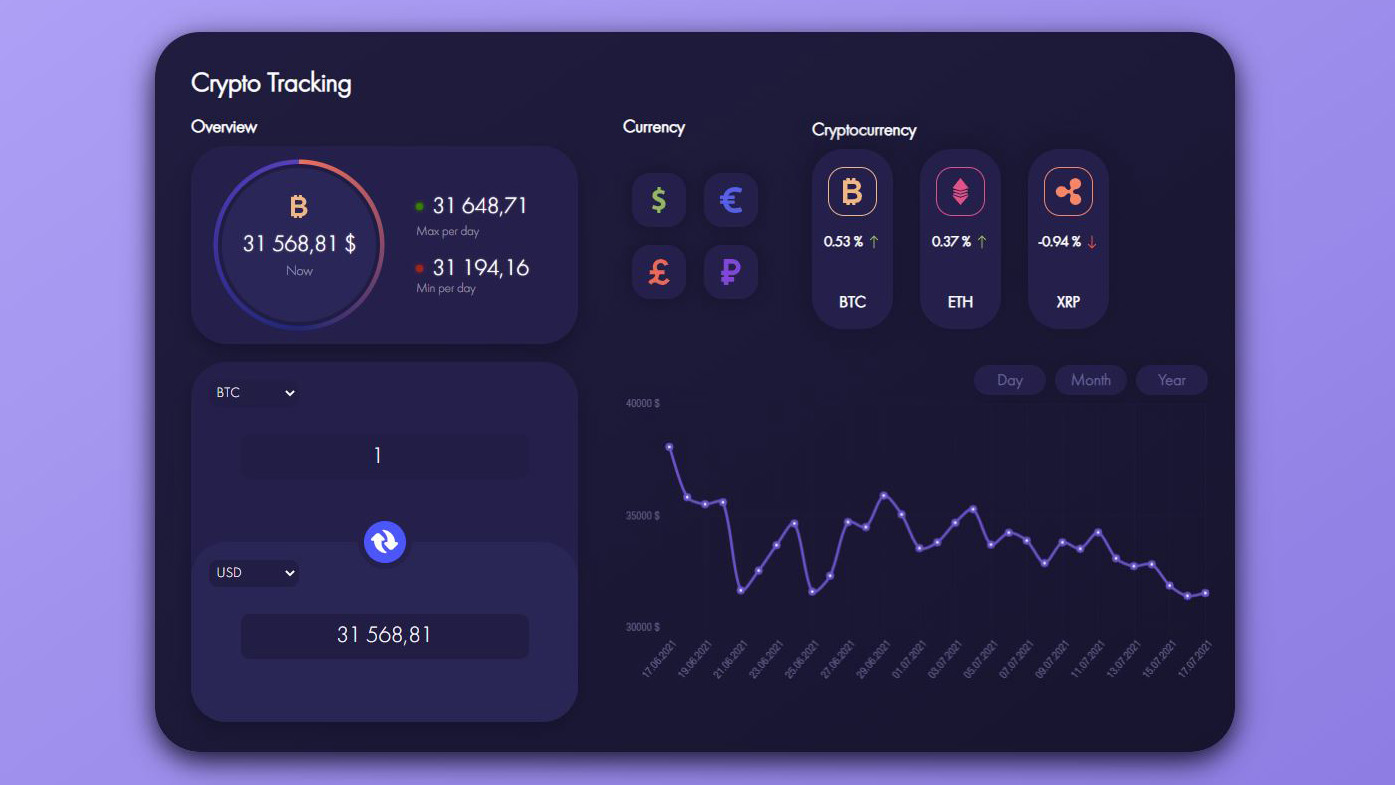 Crypto Tracking
Overview
31 568,81 $
Now
31 648,71
Max per day
31 194,16
Min per day
Currency
$
€
£
₽
Cryptocurrency
0.53 % ↑
BTC
0.37 % ↑
ETH
-0.94 % ↓
XRP
BTC
1
USD
31 568,81
Day
Month
Year
40000 $
35000 $
30000 $
17.06.2021
19.06.2021
21.06.2021
23.06.2021
25.06.2021
27.06.2021
29.06.2021
01.07.2021
03.07.2021
05.07.2021
07.07.2021
09.07.2021
11.07.2021
13.07.2021
15.07.2021
17.07.2021